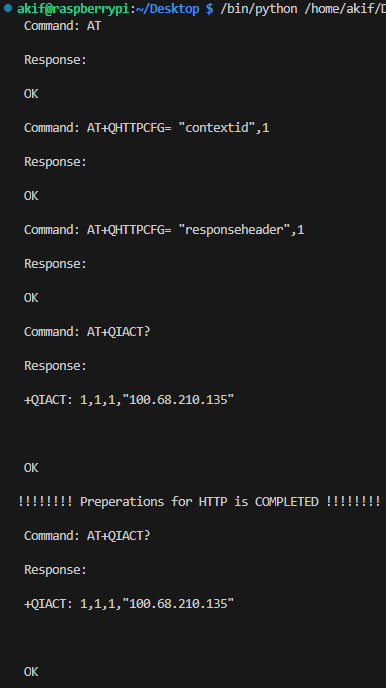 akif@raspberrypi:~/Desktop $ /bin/python /home/akif/D
Command: AT
Response:
OK
Command: AT+QHTTPCFG= "contextid",1
Response:
OK
Command: AT+QHTTPCFG= "responseheader",1
Response:
OK
Command: AT+QIACT?
Response:
+QIACT: 1,1,1,"100.68.210.135"
OK
!!!!!!!! Preperations for HTTP is COMPLETED !!!!!!!!
Command: AT+QIACT?
Response:
+QIACT: 1,1,1,"100.68.210.135"
OK